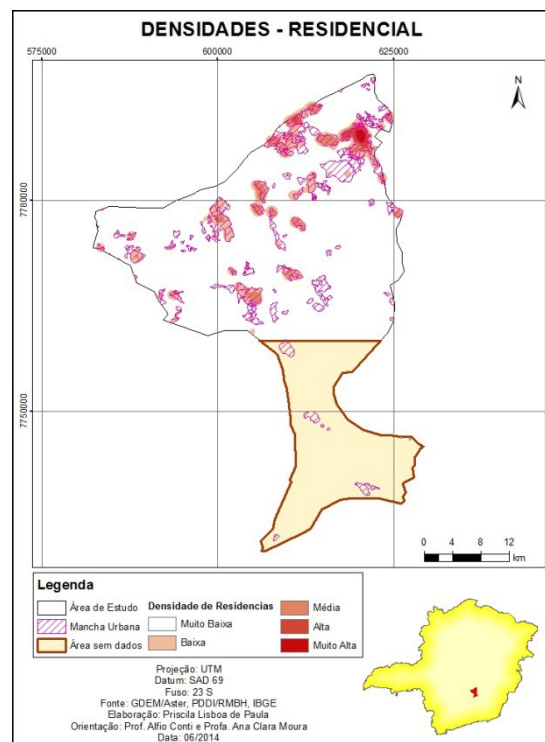 DENSIDADES - RESIDENCIAL
575000 600000 625000
N
7780000
7750000
0 2 4 8 12
km
Legenda
Área de Estudo
Mancha Urbana
Área sem dados
Densidade de Residencias
Muito Baixa
Baixa
Média
Alta
Muito Alta
Projeção: UTM
Datum: SAD 69
Fuso: 23 S
Fonte: GDEM/Aster, PDDI/RMBH, IBGE
Elaboração: Priscila Lisboa de Paula
Orientação: Prof. Alfio Conti e Profa. Ana Clara Moura
Data: 06/2014